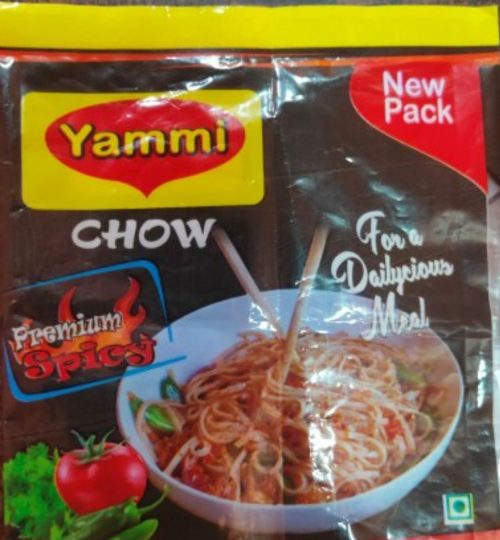 New
Pack
Yammi
CHOW
For a
Dailycious
Meal
Premium
Spicy